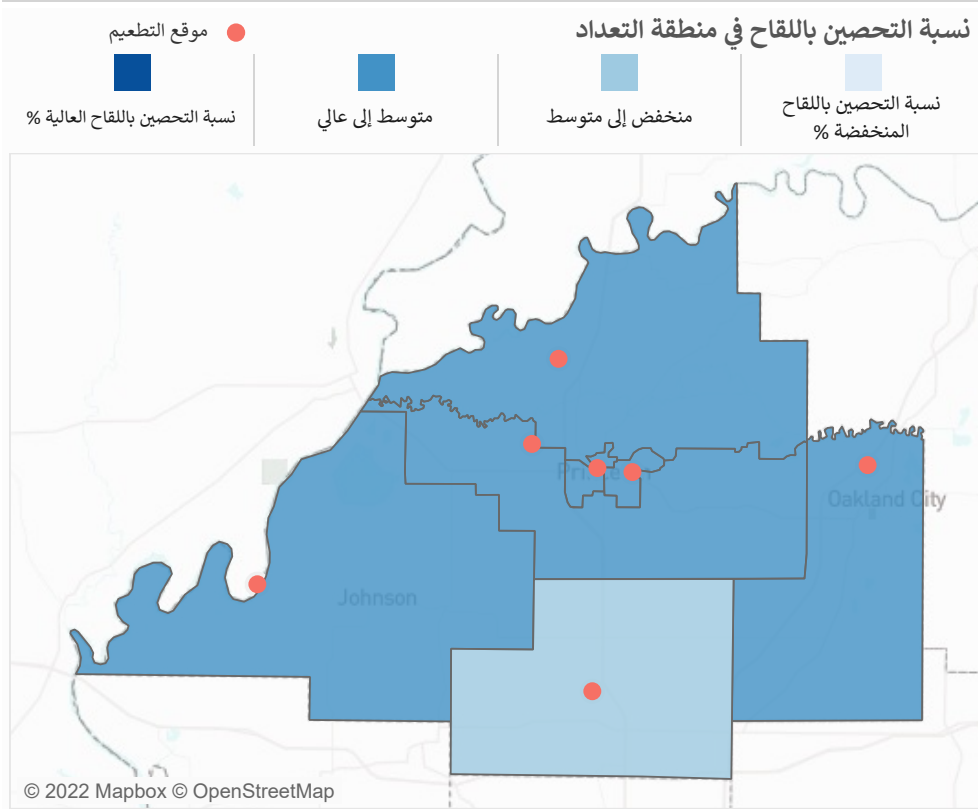 نسبة التحصين باللقاح في منطقة التعداد
موقع التطعيم
نسبة التحصين باللقاح
المنخفضة %
منخفض إلى متوسط
متوسط إلى عالي
نسبة التحصين باللقاح العالية %
Princeton
Oakland City
Johnson
© 2022 Mapbox © OpenStreetMap